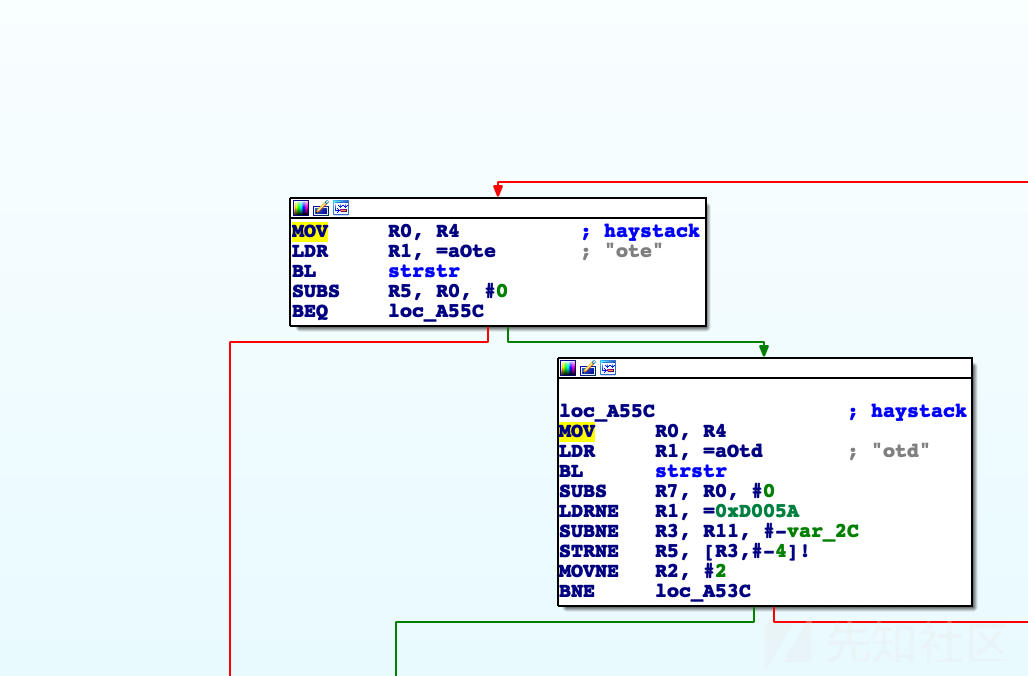 MOV R0, R4 ; haystack
LDR R1, =aOte ; "ote"
BL strstr
SUBS R5, R0, #0
BEQ loc_A55C
loc_A55C ; haystack
MOV R0, R4
LDR R1, =aOtd ; "otd"
BL strstr
SUBS R7, R0, #0
LDRNE R1, =0xD005A
SUBNE R3, R11, #-var_2C
STRNE R5, [R3,#-4]!
MOVNE R2, #2
BNE loc_A53C
先知社区